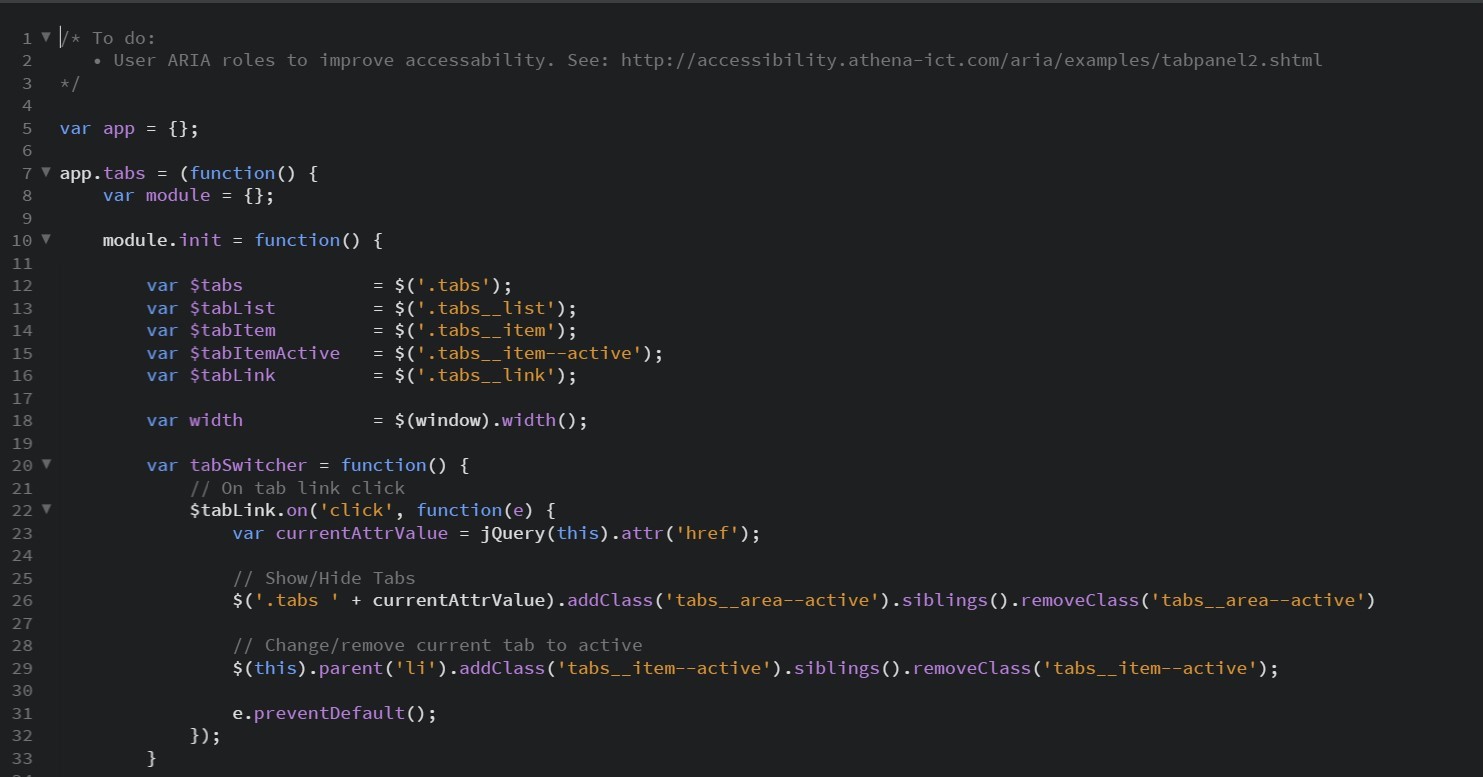 1 /* To do:
2 • User ARIA roles to improve accessability. See: http://accessibility.athena-ict.com/aria/examples/tabpanel2.shtml
3 */
4
5 var app = {};
6
7 app.tabs = (function() {
8 var module = {};
9
10 module.init = function() {
11
12 var $tabs = $('.tabs');
13 var $tabList = $('.tabs__list');
14 var $tabItem = $('.tabs__item');
15 var $tabItemActive = $('.tabs__item--active');
16 var $tabLink = $('.tabs__link');
17
18 var width = $(window).width();
19
20 var tabSwitcher = function() {
21 // On tab link click
22 $tabLink.on('click', function(e) {
23 var currentAttrValue = jQuery(this).attr('href');
24
25 // Show/Hide Tabs
26 $('.tabs ' + currentAttrValue).addClass('tabs__area--active').siblings().removeClass('tabs__area--active')
27
28 // Change/remove current tab to active
29 $(this).parent('li').addClass('tabs__item--active').siblings().removeClass('tabs__item--active');
30
31 e.preventDefault();
32 });
33 }